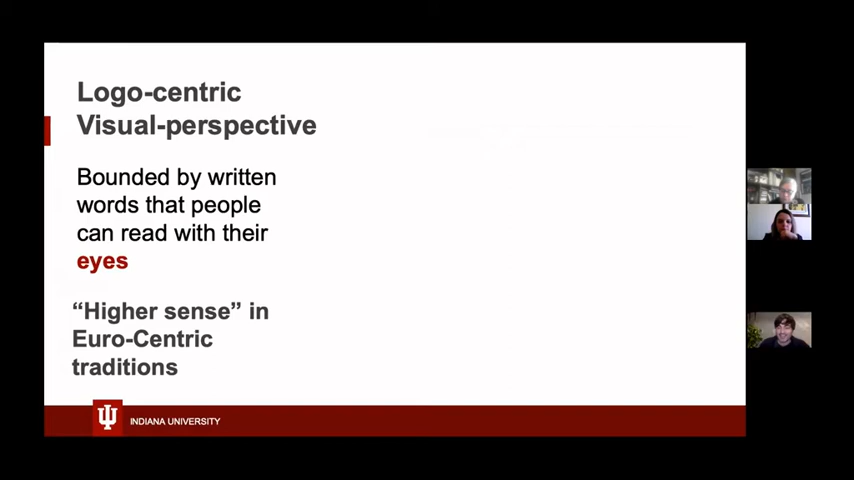 Logo-centric
Visual-perspective
Bounded by written
words that people
can read with their
eyes
“Higher sense” in
Euro-Centric
traditions
INDIANA UNIVERSITY